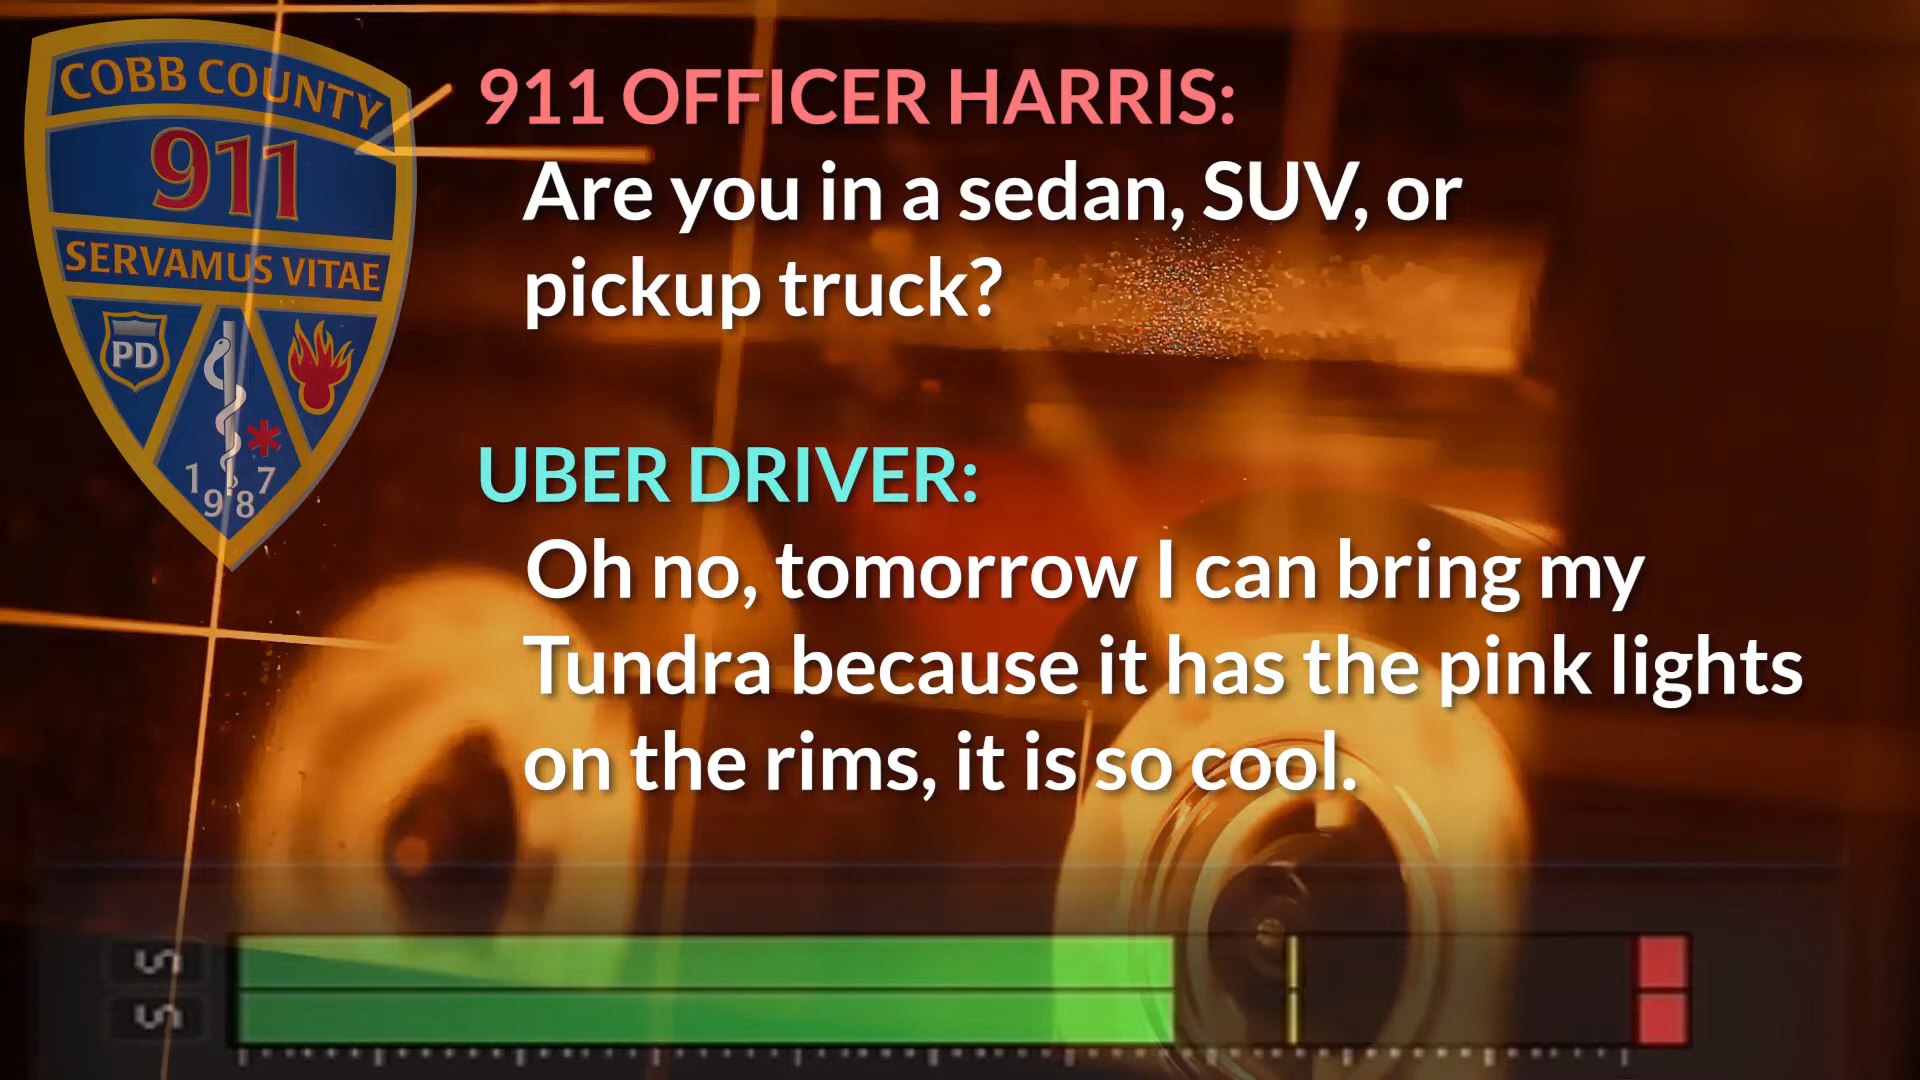 COBB COUNTY
911
SERVAMUS VITAE
PD
1987
911 OFFICER HARRIS:
Are you in a sedan, SUV, or
pickup truck?
UBER DRIVER:
Oh no, tomorrow I can bring my
Tundra because it has the pink lights
on the rims, it is so cool.
S
S